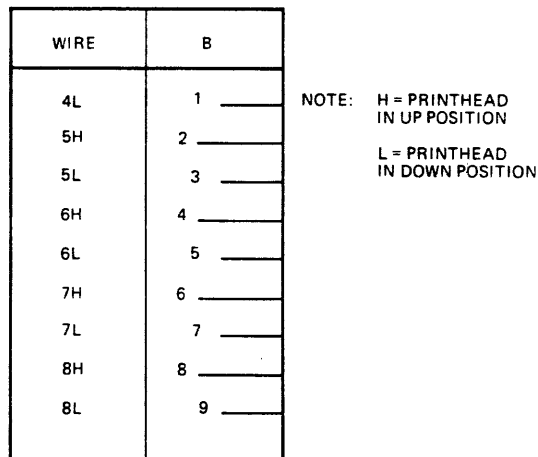 WIRE B
4L 1
5H 2
5L 3
6H 4
6L 5
7H 6
7L 7
8H 8
8L 9
NOTE: H = PRINTHEAD
IN UP POSITION
L = PRINTHEAD
IN DOWN POSITION